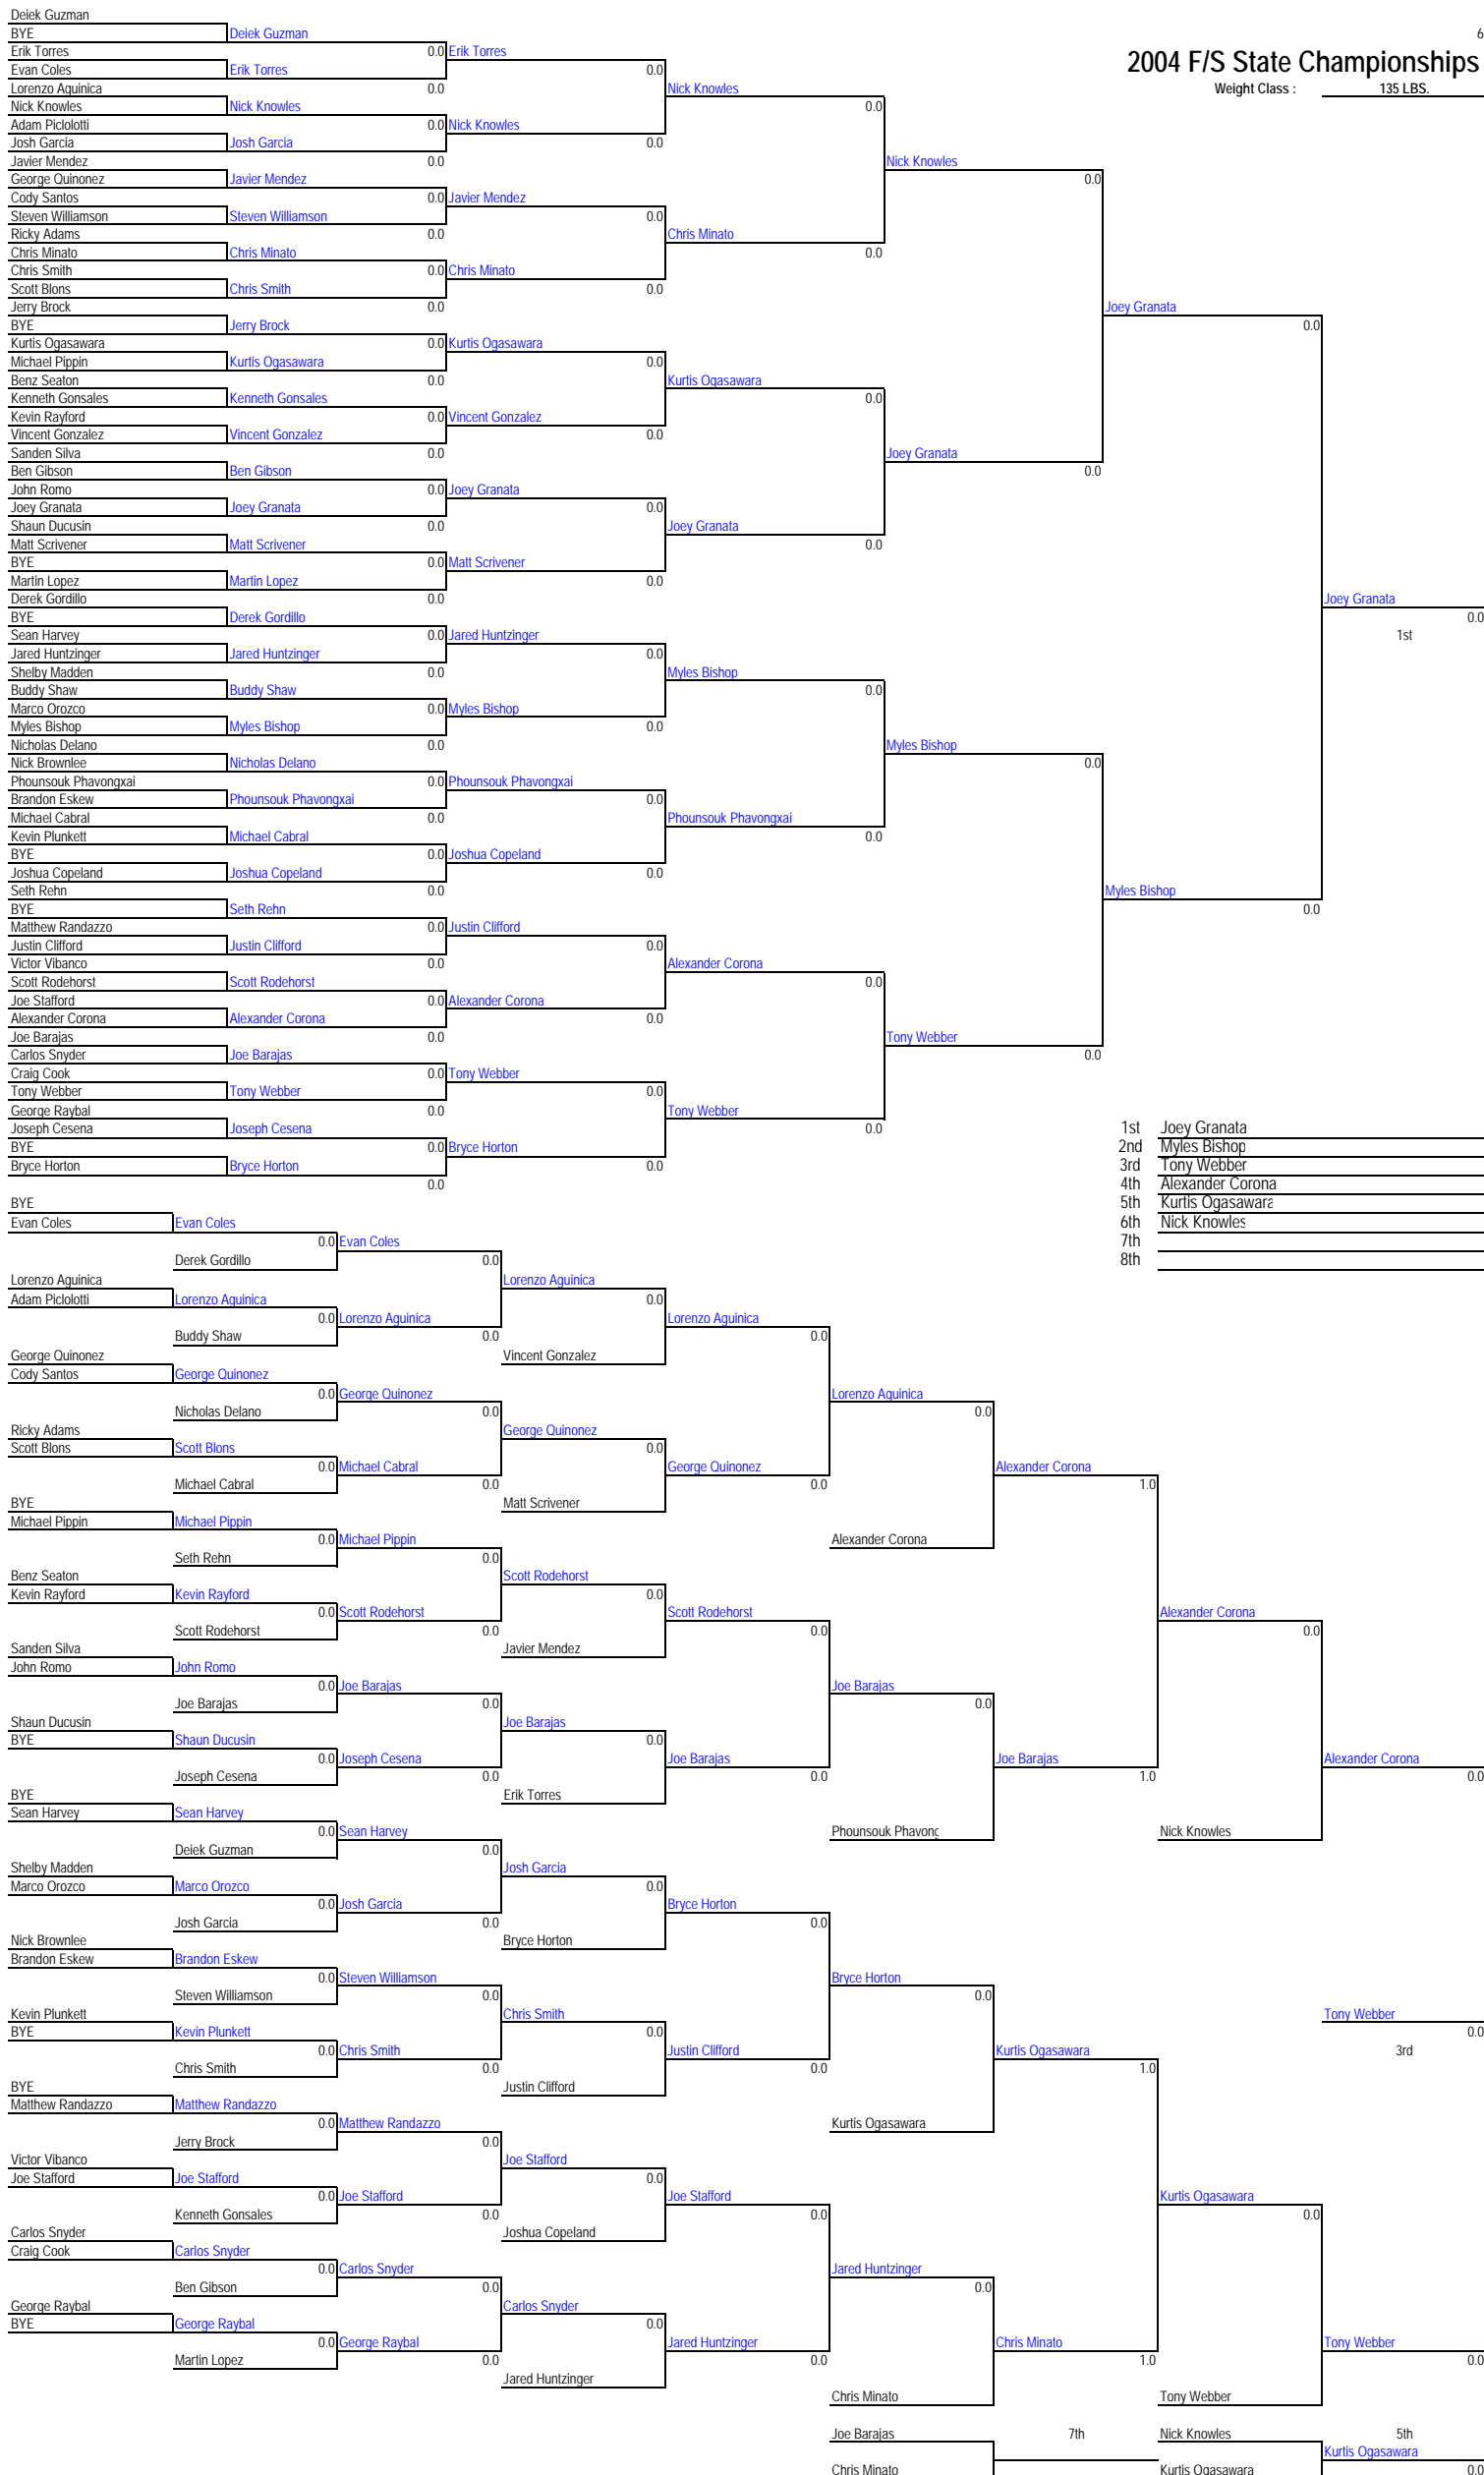 Deiek Guzman
BYE Deiek Guzman 6
Erik Torres 0.0 Erik Torres
2004 F/S State Championships
Evan Coles Erik Torres 0.0
Lorenzo Aguinica 0.0 Nick Knowles Weight Class : 135 LBS.
Nick Knowles Nick Knowles 0.0
Adam Piclolotti 0.0 Nick Knowles
Josh Garcia Josh Garcia 0.0
Javier Mendez 0.0 Nick Knowles
George Quinonez Javier Mendez 0.0
Cody Santos 0.0 Javier Mendez
Steven Williamson Steven Williamson 0.0
Ricky Adams 0.0 Chris Minato
Chris Minato Chris Minato 0.0
Chris Smith 0.0 Chris Minato
Scott Blons Chris Smith 0.0
Jerry Brock 0.0 Joey Granata
BYE Jerry Brock 0.0
Kurtis Ogasawara 0.0 Kurtis Ogasawara
Michael Pippin Kurtis Ogasawara 0.0
Benz Seaton 0.0 Kurtis Ogasawara
Kenneth Gonsales Kenneth Gonsales 0.0
Kevin Rayford 0.0 Vincent Gonzalez
Vincent Gonzalez Vincent Gonzalez 0.0
Sanden Silva 0.0 Joey Granata
Ben Gibson Ben Gibson 0.0
John Romo 0.0 Joey Granata
Joey Granata Joey Granata 0.0
Shaun Ducusin 0.0 Joey Granata
Matt Scrivener Matt Scrivener 0.0
BYE 0.0 Matt Scrivener
Martin Lopez Martin Lopez 0.0
Derek Gordillo 0.0 Joey Granata
BYE Derek Gordillo 0.0
Sean Harvey 0.0 Jared Huntzinger 1st
Jared Huntzinger Jared Huntzinger 0.0
Shelby Madden 0.0 Myles Bishop
Buddy Shaw Buddy Shaw 0.0
Marco Orozco 0.0 Myles Bishop
Myles Bishop Myles Bishop 0.0
Nicholas Delano 0.0 Myles Bishop
Nick Brownlee Nicholas Delano 0.0
Phounsouk Phavongxai 0.0 Phounsouk Phavongxai
Brandon Eskew Phounsouk Phavongxai 0.0
Michael Cabral 0.0 Phounsouk Phavongxai
Kevin Plunkett Michael Cabral 0.0
BYE 0.0 Joshua Copeland
Joshua Copeland Joshua Copeland 0.0
Seth Rehn 0.0 Myles Bishop
BYE Seth Rehn 0.0
Matthew Randazzo 0.0 Justin Clifford
Justin Clifford Justin Clifford 0.0
Victor Vibanco 0.0 Alexander Corona
Scott Rodehorst Scott Rodehorst 0.0
Joe Stafford 0.0 Alexander Corona
Alexander Corona Alexander Corona 0.0
Joe Barajas 0.0 Tony Webber
Carlos Snyder Joe Barajas 0.0
Craig Cook 0.0 Tony Webber
Tony Webber Tony Webber 0.0
George Raybal 0.0 Tony Webber
Joseph Cesena Joseph Cesena 0.0 1st Joey Granata
BYE 0.0 Bryce Horton 2nd Myles Bishop
Bryce Horton Bryce Horton 0.0 3rd Tony Webber
0.0 4th Alexander Corona
BYE 5th Kurtis Ogasawara
Evan Coles Evan Coles 6th Nick Knowles
0.0 Evan Coles 7th
Derek Gordillo 0.0 8th
Lorenzo Aguinica Lorenzo Aguinica
Adam Piclolotti Lorenzo Aguinica 0.0
0.0 Lorenzo Aguinica Lorenzo Aguinica
Buddy Shaw 0.0 0.0
George Quinonez Vincent Gonzalez
Cody Santos George Quinonez
0.0 George Quinonez Lorenzo Aguinica
Nicholas Delano 0.0 0.0
Ricky Adams George Quinonez
Scott Blons Scott Blons 0.0
0.0 Michael Cabral George Quinonez Alexander Corona
Michael Cabral 0.0 0.0 1.0
BYE Matt Scrivener
Michael Pippin Michael Pippin
0.0 Michael Pippin Alexander Corona
Seth Rehn 0.0
Benz Seaton Scott Rodehorst
Kevin Rayford Kevin Rayford 0.0
0.0 Scott Rodehorst Scott Rodehorst Alexander Corona
Scott Rodehorst 0.0 0.0 0.0
Sanden Silva Javier Mendez
John Romo John Romo
0.0 Joe Barajas Joe Barajas
Joe Barajas 0.0 0.0
Shaun Ducusin Joe Barajas
BYE Shaun Ducusin 0.0
0.0 Joseph Cesena Joe Barajas Joe Barajas Alexander Corona
Joseph Cesena 0.0 0.0 1.0 0.0
BYE Erik Torres
Sean Harvey Sean Harvey
0.0 Sean Harvey Phounsouk Phavong Nick Knowles
Deiek Guzman 0.0
Shelby Madden Josh Garcia
Marco Orozco Marco Orozco 0.0
0.0 Josh Garcia Bryce Horton
Josh Garcia 0.0 0.0
Nick Brownlee Bryce Horton
Brandon Eskew Brandon Eskew
0.0 Steven Williamson Bryce Horton
Steven Williamson 0.0 0.0
Kevin Plunkett Chris Smith Tony Webber
BYE Kevin Plunkett 0.0 0.0
0.0 Chris Smith Justin Clifford Kurtis Ogasawara 3rd
Chris Smith 0.0 0.0 1.0
BYE Justin Clifford
Matthew Randazzo Matthew Randazzo
0.0 Matthew Randazzo Kurtis Ogasawara
Jerry Brock 0.0
Victor Vibanco Joe Stafford
Joe Stafford Joe Stafford 0.0
0.0 Joe Stafford Joe Stafford Kurtis Ogasawara
Kenneth Gonsales 0.0 0.0 0.0
Carlos Snyder Joshua Copeland
Craig Cook Carlos Snyder
0.0 Carlos Snyder Jared Huntzinger
Ben Gibson 0.0 0.0
George Raybal Carlos Snyder
BYE George Raybal 0.0
0.0 George Raybal Jared Huntzinger Chris Minato Tony Webber
Martin Lopez 0.0 0.0 1.0 0.0
Jared Huntzinger
Chris Minato Tony Webber
Joe Barajas 7th Nick Knowles 5th
Kurtis Ogasawara
Chris Minato Kurtis Ogasawara 0.0